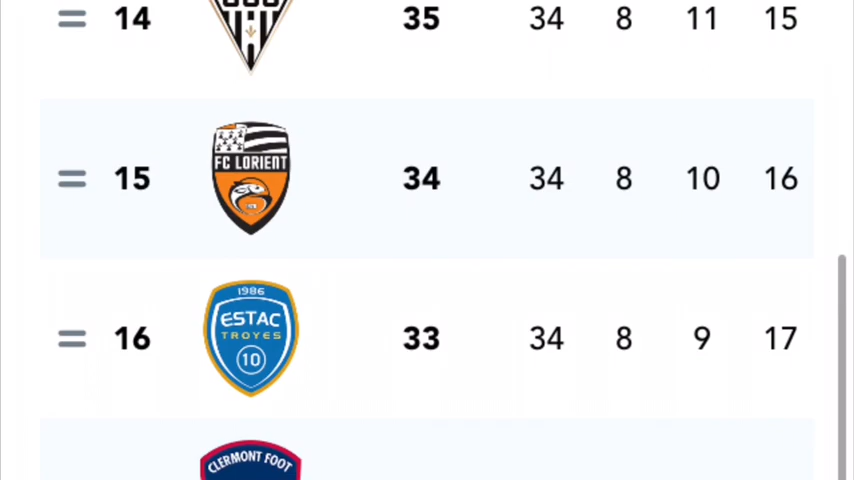 14 35 34 8 11 15
FC LORIENT
15 34 34 8 10 16
1986
ESTAC
TROYES
10
16 33 34 8 9 17
CLERMONT FOOT